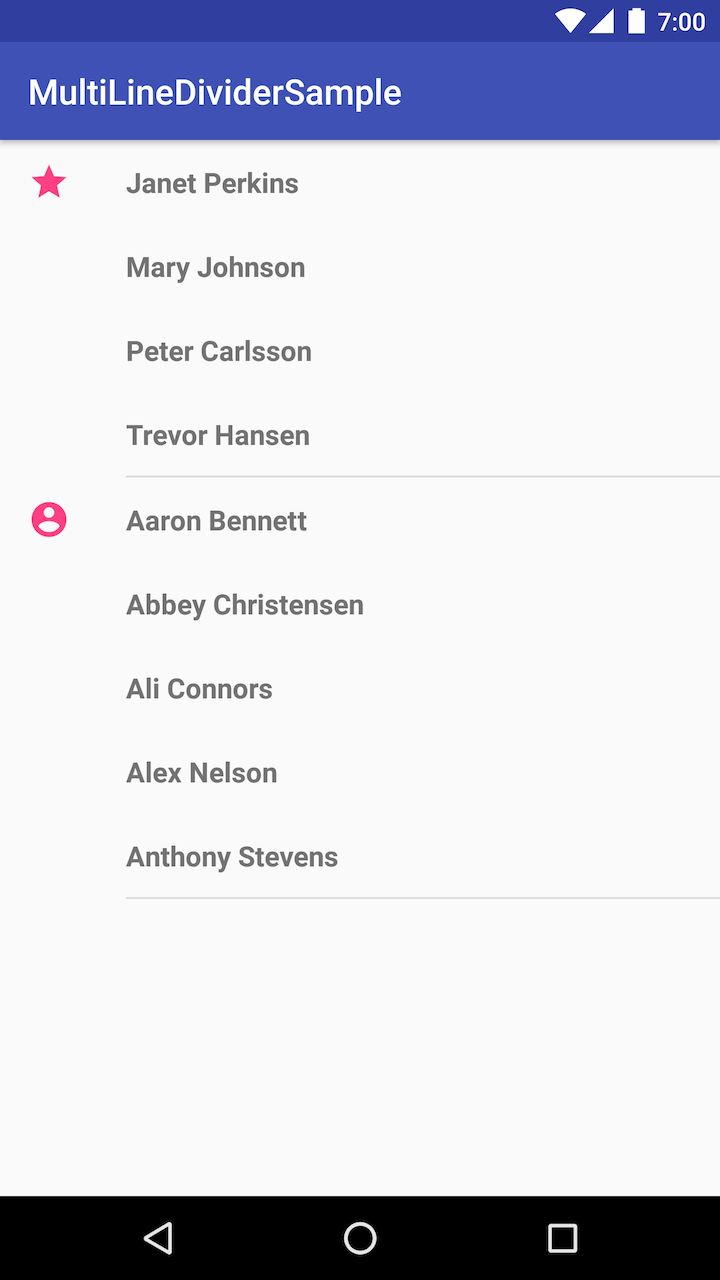 7:00
MultiLineDividerSample
Janet Perkins
Mary Johnson
Peter Carlsson
Trevor Hansen
Aaron Bennett
Abbey Christensen
Ali Connors
Alex Nelson
Anthony Stevens